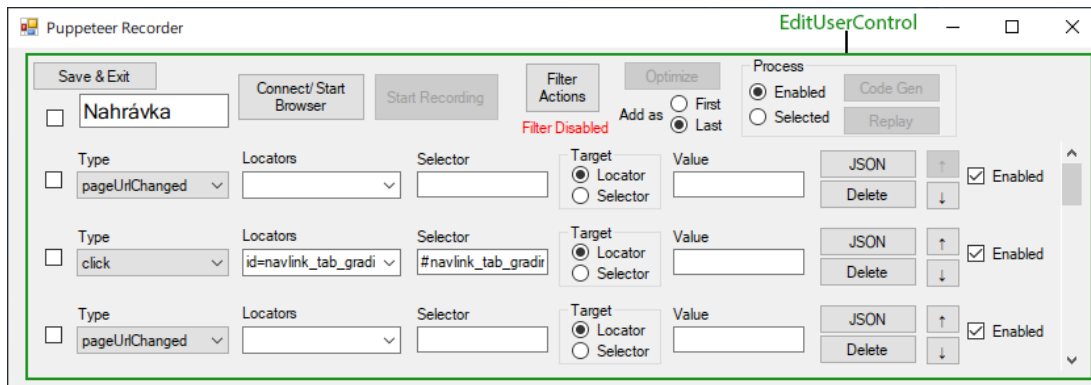 Puppeteer Recorder
EditUserControl
Save & Exit
Nahrávka
Connect/ Start
Browser
Start Recording
Filter
Actions
Filter Disabled
Optimize
Add as
First
Last
Process
Enabled
Selected
Code Gen
Replay
Type
Locators
Selector
Target
Value
pageUrlChanged
Locator
Selector
JSON
Delete
↑
↓
Enabled
Type
Locators
Selector
Target
Value
click
id=navlink_tab_gradi
#navlink_tab_gradir
Locator
Selector
JSON
Delete
↑
↓
Enabled
Type
Locators
Selector
Target
Value
pageUrlChanged
Locator
Selector
JSON
Delete
↑
↓
Enabled